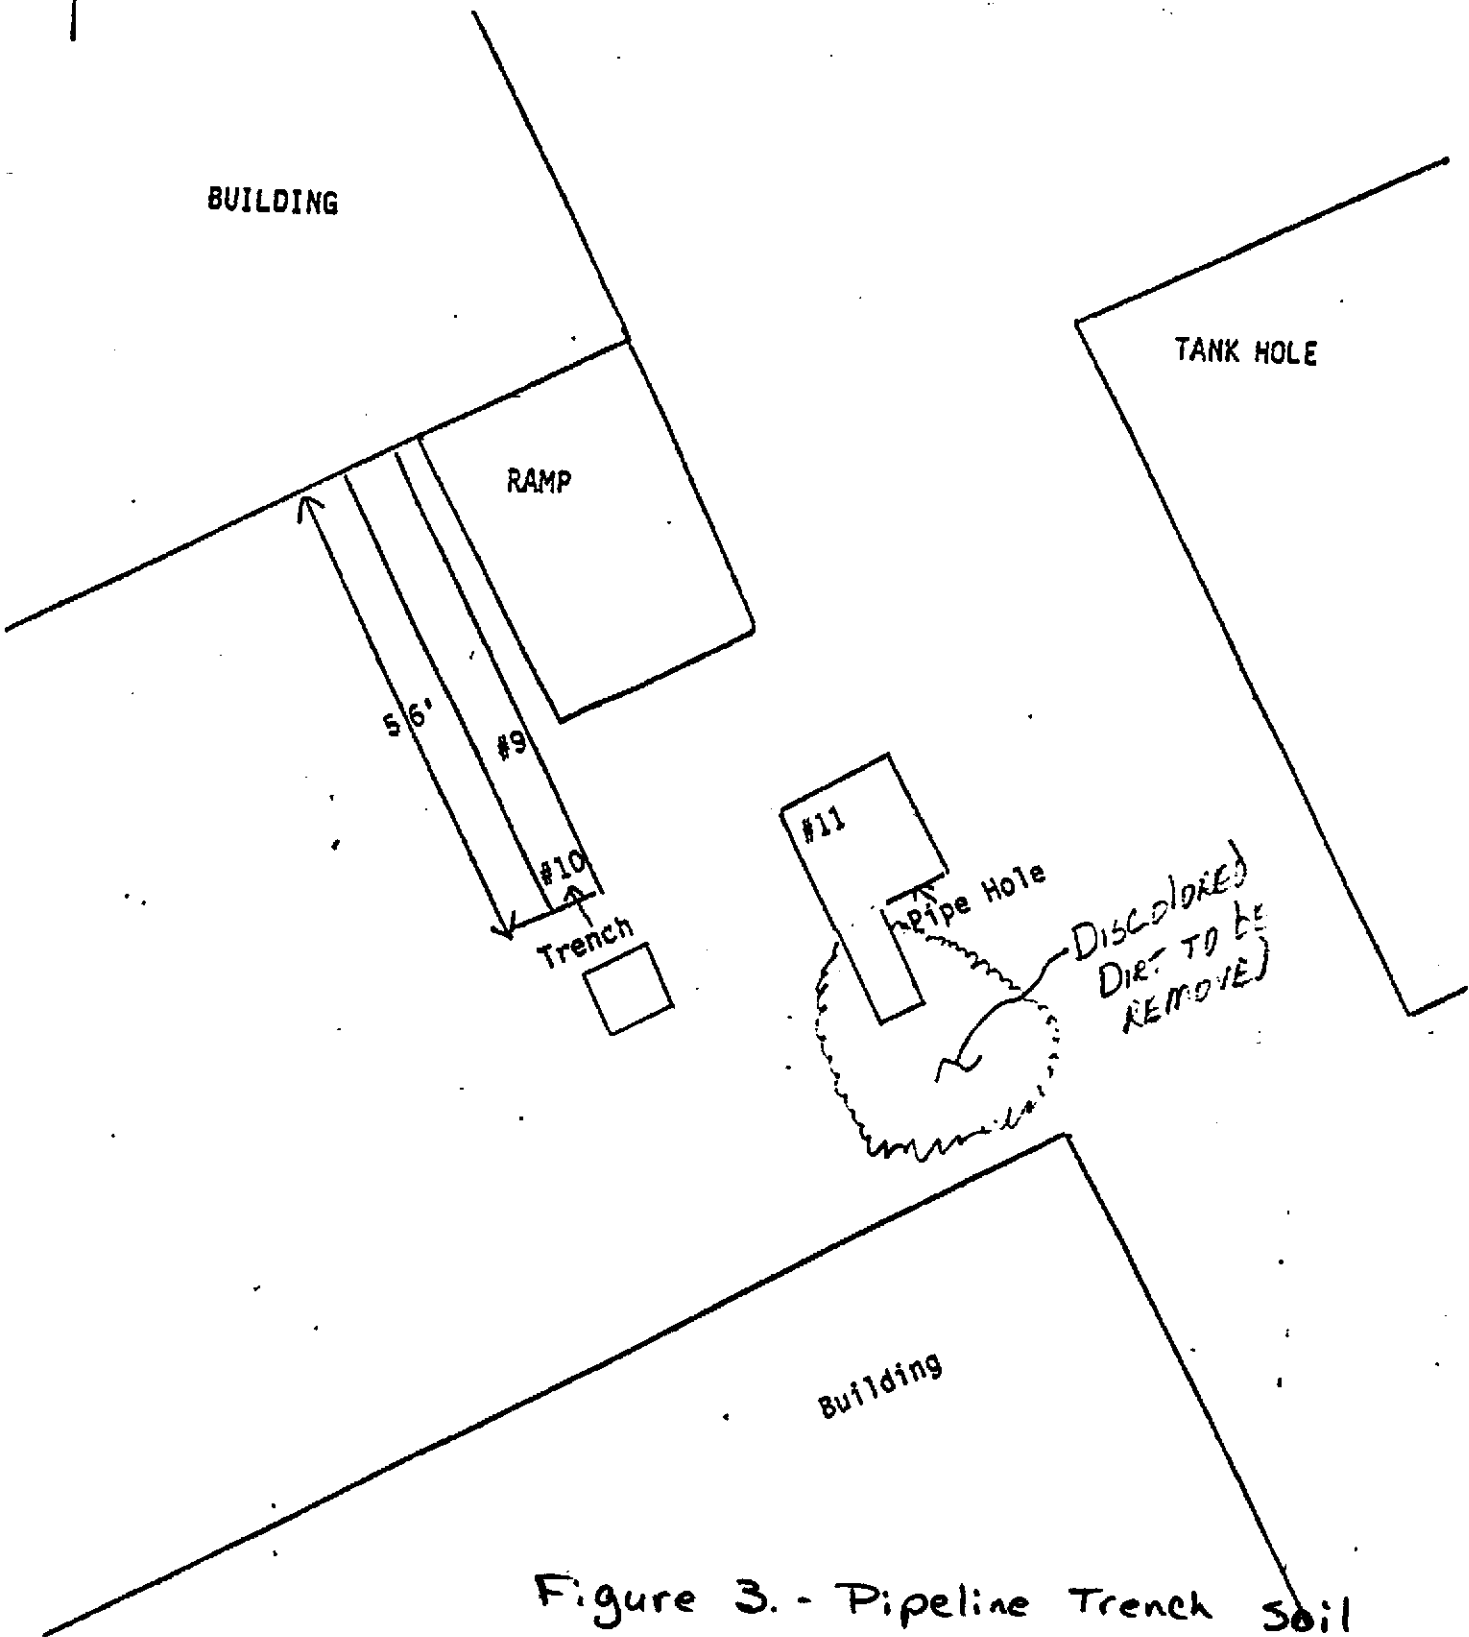 BUILDING
TANK HOLE
RAMP
56'
#9
#11
#10
Pipe Hole
Trench
DISCOLORED
DIRT TO BE
REMOVED
Building
Figure 3. - Pipeline Trench Soil